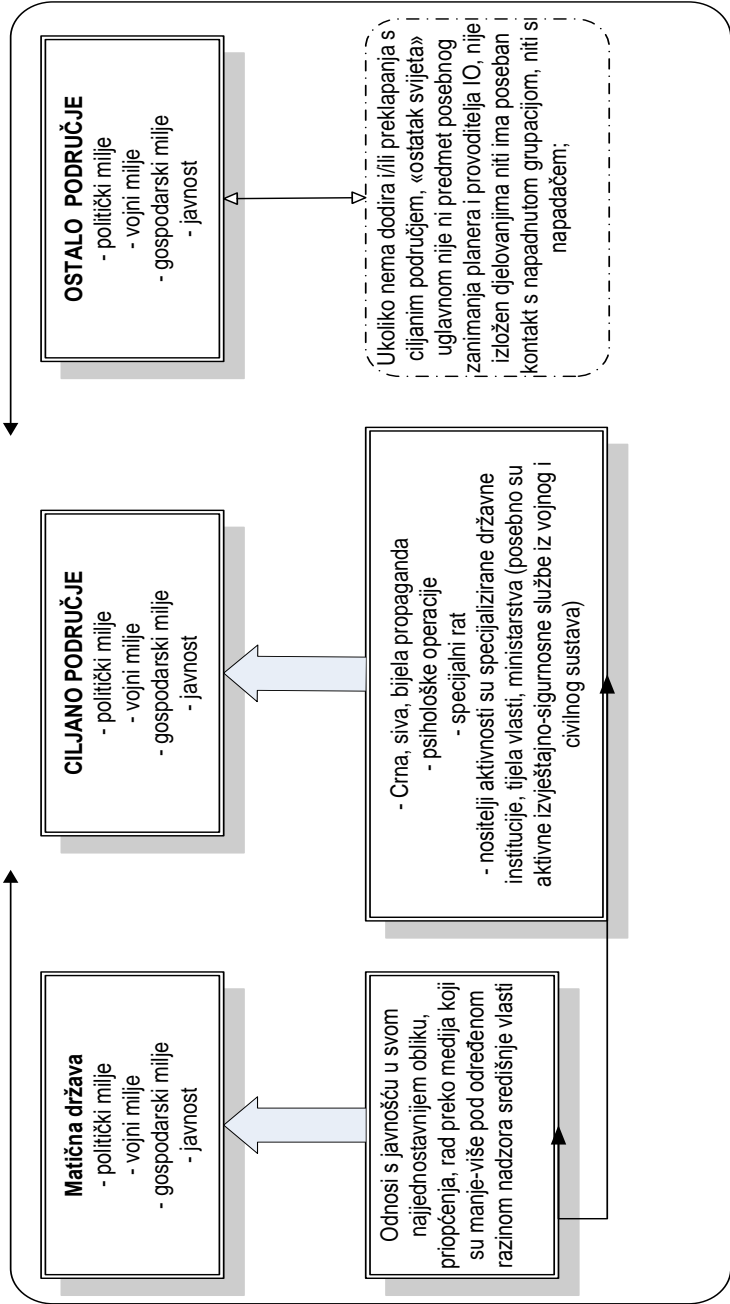 Matična država
- politički milje
- vojni milje
- gospodarski milje
- javnost
CILJANO PODRUČJE
- politički milje
- vojni milje
- gospodarski milje
- javnost
OSTALO PODRUČJE
- politički milje
- vojni milje
- gospodarski milje
- javnost
Odnosi s javnošću u svom
najjednostavnijem obliku,
priopćenja, rad preko medija koji
su manje-više pod određenom
razinom nadzora središnje vlasti
- Crna, siva, bijela propaganda
- psihološke operacije
- specijalni rat
- nositelji aktivnosti su specijalizirane državne
institucije, tijela vlasti, ministarstva (posebno su
aktivne izvještajno-sigurnosne službe iz vojnog i
civilnog sustava)
Ukoliko nema dodira i/ili preklapanja s
ciljanim područjem, «ostatak svijeta»
uglavnom nije ni predmet posebnog
zanimanja planera i provoditelja IO, nije
izložen djelovanjima niti ima poseban
kontakt s napadnutom grupacijom, niti s
napadačem;